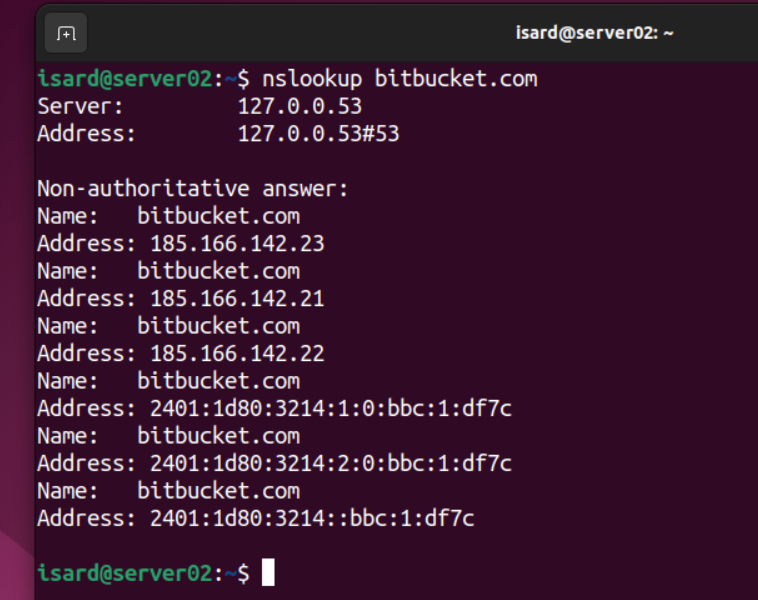 isard@server02: ~
isard@server02:~$ nslookup bitbucket.com
Server:         127.0.0.53
Address:        127.0.0.53#53
Non-authoritative answer:
Name:   bitbucket.com
Address: 185.166.142.23
Name:   bitbucket.com
Address: 185.166.142.21
Name:   bitbucket.com
Address: 185.166.142.22
Name:   bitbucket.com
Address: 2401:1d80:3214:1:0:bbc:1:df7c
Name:   bitbucket.com
Address: 2401:1d80:3214:2:0:bbc:1:df7c
Name:   bitbucket.com
Address: 2401:1d80:3214::bbc:1:df7c
isard@server02:~$